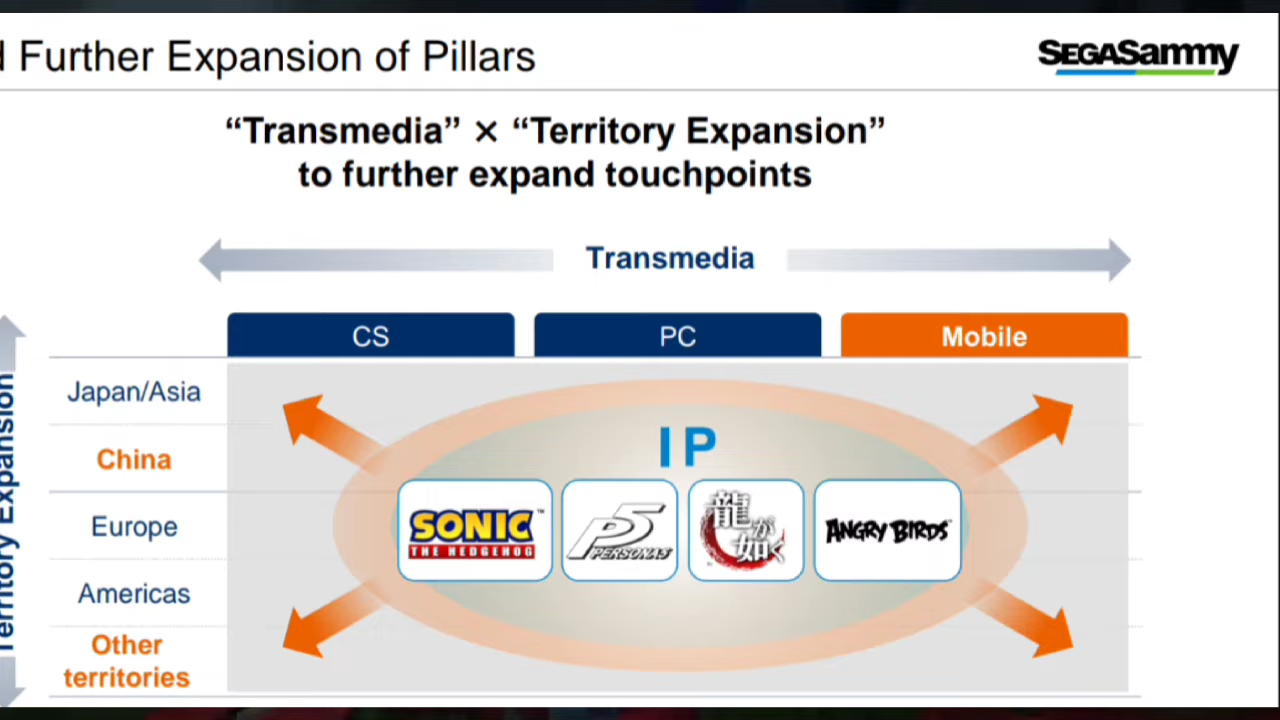 d Further Expansion of Pillars
SEGASammy
“Transmedia” × “Territory Expansion”
to further expand touchpoints
Transmedia
CS
PC
Mobile
Territory Expansion
Japan/Asia
China
Europe
Americas
Other
territories
IP
SONIC™
THE HEDGEHOG
P5
PERSONA5
龍が
如く
ANGRY BIRDS